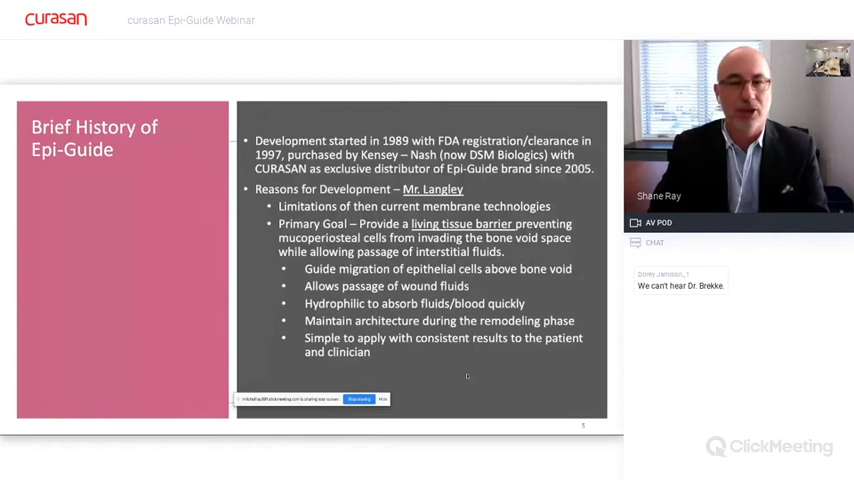 curasan
curasan Epi-Guide Webinar
Brief History of
Epi-Guide
• Development started in 1989 with FDA registration/clearance in
1997, purchased by Kensey – Nash (now DSM Biologics) with
CURASAN as exclusive distributor of Epi-Guide brand since 2005.
• Reasons for Development – Mr. Langley
• Limitations of then current membrane technologies
• Primary Goal – Provide a living tissue barrier preventing
mucoperiosteal cells from invading the bone void space
while allowing passage of interstitial fluids.
• Guide migration of epithelial cells above bone void
• Allows passage of wound fluids
• Hydrophilic to absorb fluids/blood quickly
• Maintain architecture during the remodeling phase
• Simple to apply with consistent results to the patient
and clinician
is sharing your screen.
Stop sharing
Hide
5
Shane Ray
AV POD
CHAT
Dorey Jamison_1
We can't hear Dr. Brekke.
ClickMeeting